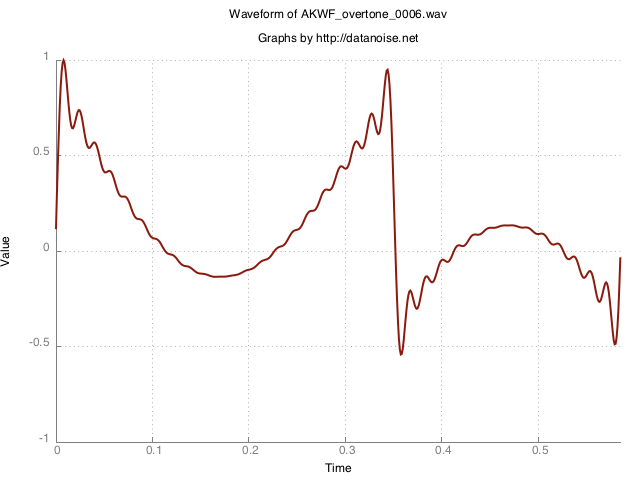 Waveform of AKWF_overtone_0006.wav
Graphs by http://datanoise.net
1
0.5
0
-0.5
-1
Value
0
0.1
0.2
0.3
0.4
0.5
Time